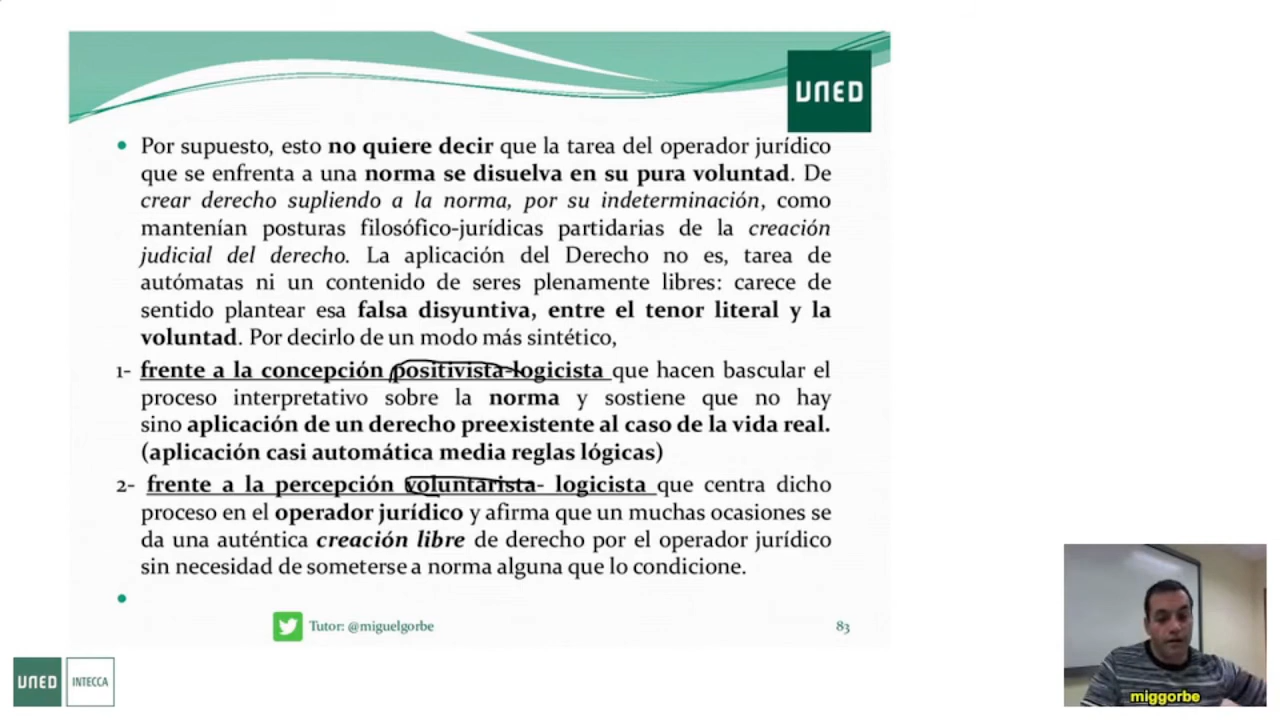 UNED
Por supuesto, esto no quiere decir que la tarea del operador jurídico
que se enfrenta a una norma se disuelva en su pura voluntad. De
crear derecho supliendo a la norma, por su indeterminación, como
mantenían posturas filosófico-jurídicas partidarias de la creación
judicial del derecho. La aplicación del Derecho no es, tarea de
autómatas ni un contenido de seres plenamente libres: carece de
sentido plantear esa falsa disyuntiva, entre el tenor literal y la
voluntad. Por decirlo de un modo más sintético,
1- frente a la concepción positivista-logicista que hacen bascular el
proceso interpretativo sobre la norma y sostiene que no hay
sino aplicación de un derecho preexistente al caso de la vida real.
(aplicación casi automática media reglas lógicas)
2- frente a la percepción voluntarista- logicista que centra dicho
proceso en el operador jurídico y afirma que un muchas ocasiones se
da una auténtica creación libre de derecho por el operador jurídico
sin necesidad de someterse a norma alguna que lo condicione.
Tutor: @miguelgorbe
83
UNED INTECCA
miggorbe